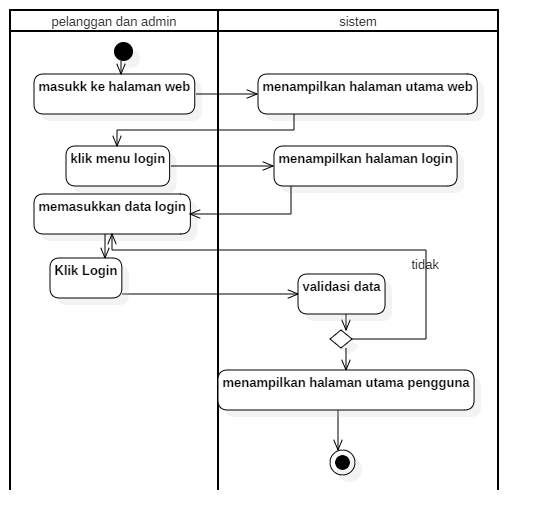 pelanggan dan admin
sistem
masukk ke halaman web
menampilkan halaman utama web
klik menu login
menampilkan halaman login
memasukkan data login
Klik Login
tidak
validasi data
menampilkan halaman utama pengguna